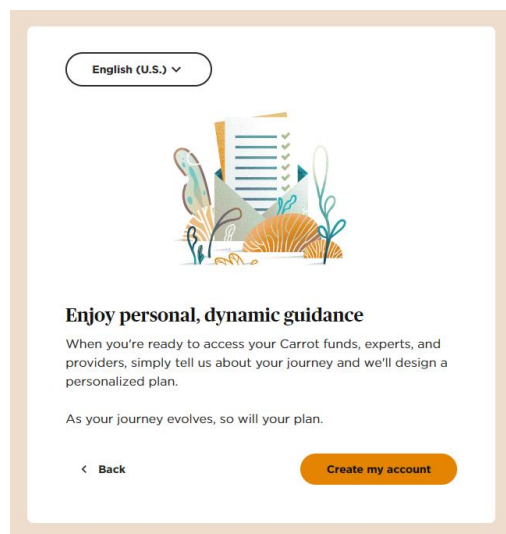 English (U.S.)
Enjoy personal, dynamic guidance
When you're ready to access your Carrot funds, experts, and
providers, simply tell us about your journey and we'll design a
personalized plan.
As your journey evolves, so will your plan.
Back
Create my account